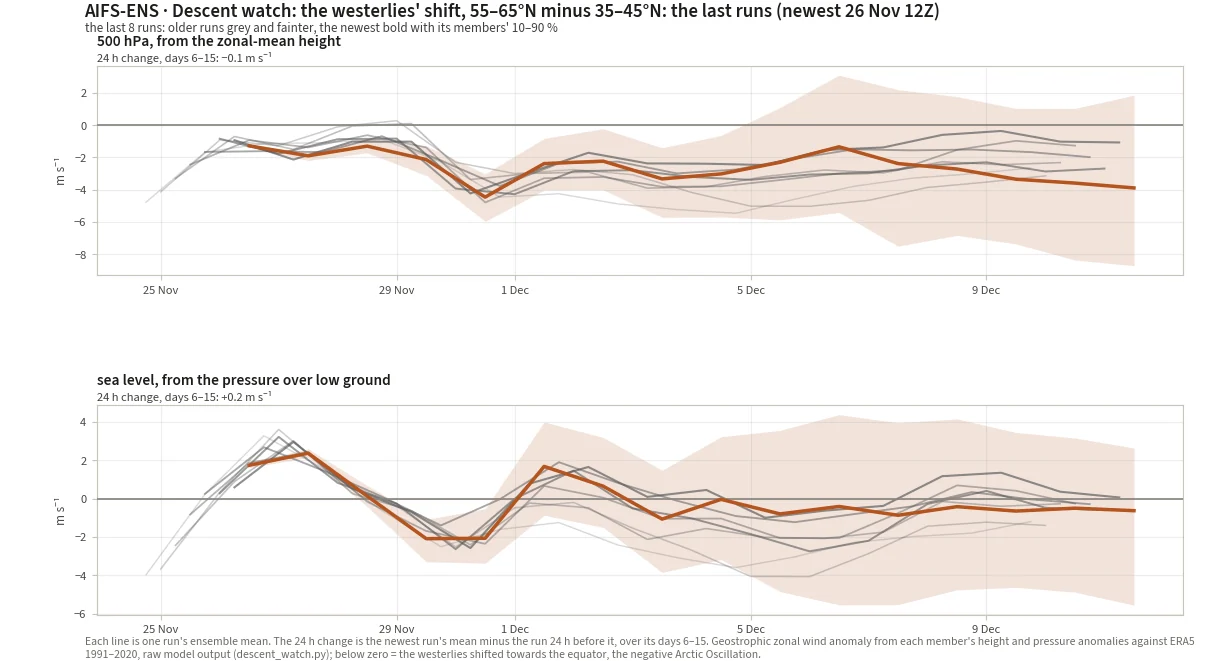 AIFS-ENS · Descent watch: the westerlies' shift, 55–65°N minus 35–45°N: the last runs (newest 26 Nov 12Z)
the last 8 runs: older runs grey and fainter, the newest bold with its members' 10–90 %
500 hPa, from the zonal-mean height
24 h change, days 6–15: −0.1 m s⁻¹
2
0
−2
−4
−6
−8
m s⁻¹
25 Nov 29 Nov 1 Dec 5 Dec 9 Dec
sea level, from the pressure over low ground
24 h change, days 6–15: +0.2 m s⁻¹
4
2
0
−2
−4
−6
m s⁻¹
25 Nov 29 Nov 1 Dec 5 Dec 9 Dec
Each line is one run's ensemble mean. The 24 h change is the newest run's mean minus the run 24 h before it, over its days 6–15. Geostrophic zonal wind anomaly from each member's height and pressure anomalies against ERA5
1991–2020, raw model output (descent_watch.py); below zero = the westerlies shifted towards the equator, the negative Arctic Oscillation.